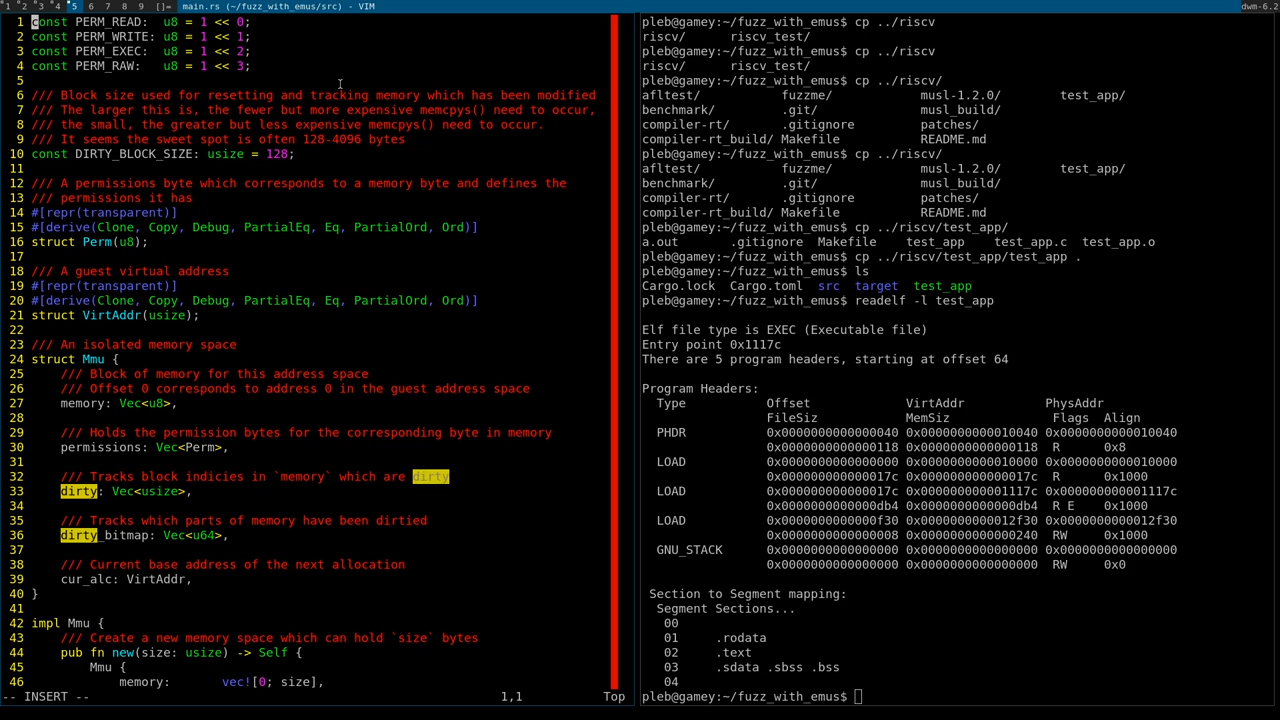 1 2 3 4 5 6 7 8 9 []= main.rs (~/fuzz_with_emus/src) - VIM dwm-6.2
1 const PERM_READ:  u8 = 1 << 0;
2 const PERM_WRITE: u8 = 1 << 1;
3 const PERM_EXEC:  u8 = 1 << 2;
4 const PERM_RAW:   u8 = 1 << 3;
5
6 /// Block size used for resetting and tracking memory which has been modified
7 /// The larger this is, the fewer but more expensive memcpys() need to occur,
8 /// the small, the greater but less expensive memcpys() need to occur.
9 /// It seems the sweet spot is often 128-4096 bytes
10 const DIRTY_BLOCK_SIZE: usize = 128;
11
12 /// A permissions byte which corresponds to a memory byte and defines the
13 /// permissions it has
14 #[repr(transparent)]
15 #[derive(Clone, Copy, Debug, PartialEq, Eq, PartialOrd, Ord)]
16 struct Perm(u8);
17
18 /// A guest virtual address
19 #[repr(transparent)]
20 #[derive(Clone, Copy, Debug, PartialEq, Eq, PartialOrd, Ord)]
21 struct VirtAddr(usize);
22
23 /// An isolated memory space
24 struct Mmu {
25     /// Block of memory for this address space
26     /// Offset 0 corresponds to address 0 in the guest address space
27     memory: Vec<u8>,
28
29     /// Holds the permission bytes for the corresponding byte in memory
30     permissions: Vec<Perm>,
31
32     /// Tracks block indicies in `memory` which are dirty
33     dirty: Vec<usize>,
34
35     /// Tracks which parts of memory have been dirtied
36     dirty_bitmap: Vec<u64>,
37
38     /// Current base address of the next allocation
39     cur_alc: VirtAddr,
40 }
41
42 impl Mmu {
43     /// Create a new memory space which can hold `size` bytes
44     pub fn new(size: usize) -> Self {
45         Mmu {
46             memory:       vec![0; size],
-- INSERT -- 1,1 Top
pleb@gamey:~/fuzz_with_emus$ cp ../riscv
riscv/      riscv_test/
pleb@gamey:~/fuzz_with_emus$ cp ../riscv
riscv/      riscv_test/
pleb@gamey:~/fuzz_with_emus$ cp ../riscv/
afltest/           fuzzme/            musl-1.2.0/        test_app/
benchmark/         .git/              musl_build/
compiler-rt/       .gitignore         patches/
compiler-rt_build/ Makefile           README.md
pleb@gamey:~/fuzz_with_emus$ cp ../riscv/
afltest/           fuzzme/            musl-1.2.0/        test_app/
benchmark/         .git/              musl_build/
compiler-rt/       .gitignore         patches/
compiler-rt_build/ Makefile           README.md
pleb@gamey:~/fuzz_with_emus$ cp ../riscv/test_app/
a.out       .gitignore  Makefile    test_app    test_app.c  test_app.o
pleb@gamey:~/fuzz_with_emus$ cp ../riscv/test_app/test_app .
pleb@gamey:~/fuzz_with_emus$ ls
Cargo.lock  Cargo.toml  src  target  test_app
pleb@gamey:~/fuzz_with_emus$ readelf -l test_app
Elf file type is EXEC (Executable file)
Entry point 0x1117c
There are 5 program headers, starting at offset 64
Program Headers:
Type           Offset             VirtAddr           PhysAddr
FileSiz            MemSiz              Flags  Align
PHDR           0x0000000000000040 0x0000000000010040 0x0000000000010040
0x0000000000000118 0x0000000000000118  R      0x8
LOAD           0x0000000000000000 0x0000000000010000 0x0000000000010000
0x000000000000017c 0x000000000000017c  R      0x1000
LOAD           0x000000000000017c 0x000000000001117c 0x000000000001117c
0x0000000000000db4 0x0000000000000db4  R E    0x1000
LOAD           0x0000000000000f30 0x0000000000012f30 0x0000000000012f30
0x0000000000000008 0x0000000000000240  RW     0x1000
GNU_STACK      0x0000000000000000 0x0000000000000000 0x0000000000000000
0x0000000000000000 0x0000000000000000  RW     0x0
Section to Segment mapping:
Segment Sections...
00
01     .rodata
02     .text
03     .sdata .sbss .bss
04
pleb@gamey:~/fuzz_with_emus$